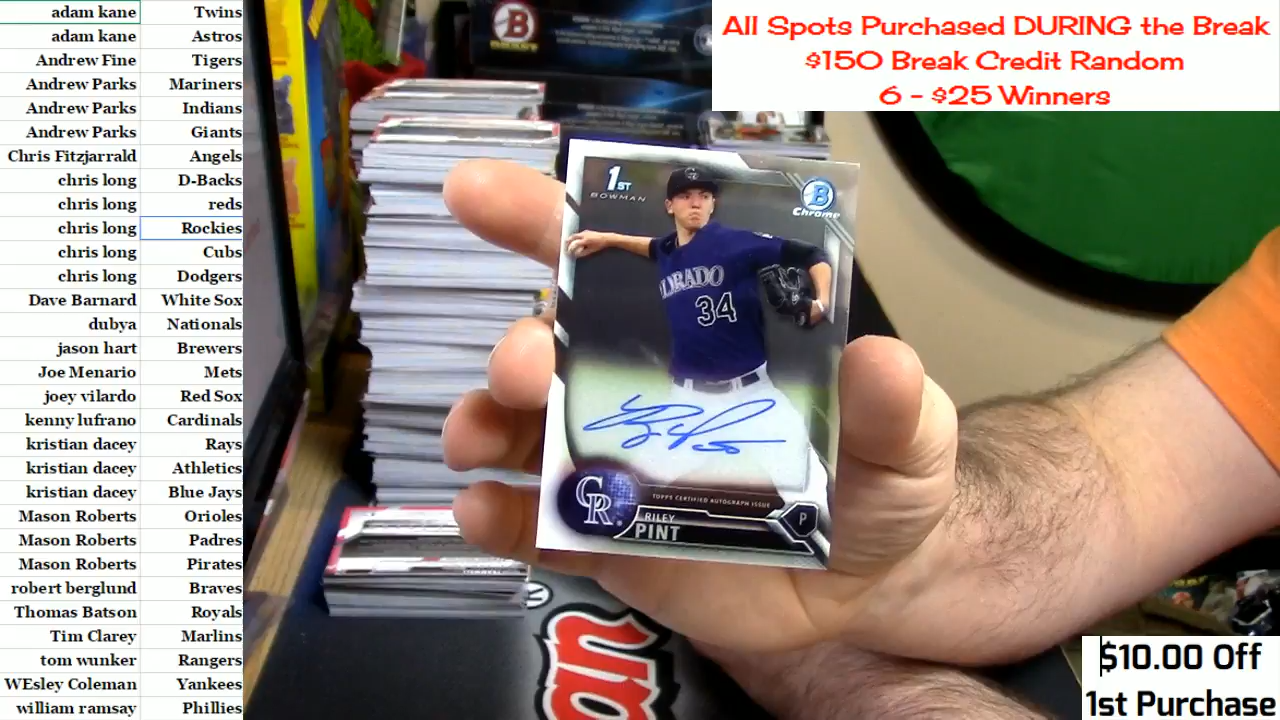 adam kane Twins
adam kane Astros
Andrew Fine Tigers
Andrew Parks Mariners
Andrew Parks Indians
Andrew Parks Giants
Chris Fitzjarrald Angels
chris long D-Backs
chris long reds
chris long Rockies
chris long Cubs
chris long Dodgers
Dave Barnard White Sox
dubya Nationals
jason hart Brewers
Joe Menario Mets
joey vilardo Red Sox
kenny lufrano Cardinals
kristian dacey Rays
kristian dacey Athletics
kristian dacey Blue Jays
Mason Roberts Orioles
Mason Roberts Padres
Mason Roberts Pirates
robert berglund Braves
Thomas Batson Royals
Tim Clarey Marlins
tom wunker Rangers
WEsley Coleman Yankees
william ramsay Phillies
All Spots Purchased DURING the Break
$150 Break Credit Random
6 - $25 Winners
B
1ST
BOWMAN
B
Chrome
OLORADO
34
CR
TOPPS CERTIFIED AUTOGRAPH ISSUE
RILEY
PINT
P
$10.00 Off
1st Purchase